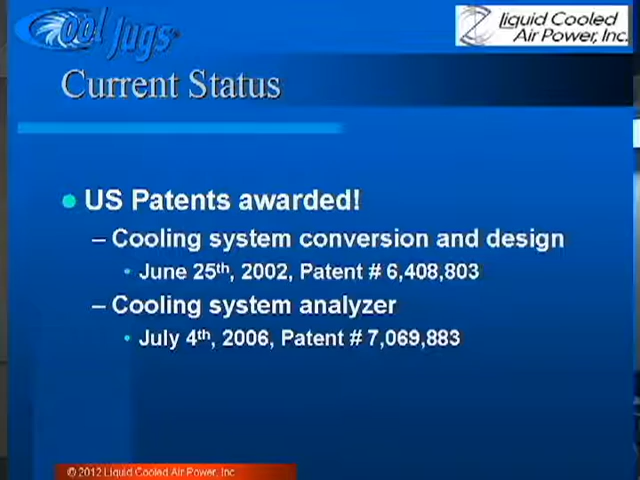 Cool Jugs
Liquid Cooled
Air Power, Inc.
Current Status
US Patents awarded!
– Cooling system conversion and design
• June 25th, 2002, Patent # 6,408,803
– Cooling system analyzer
• July 4th, 2006, Patent # 7,069,883
© 2012 Liquid Cooled Air Power, Inc